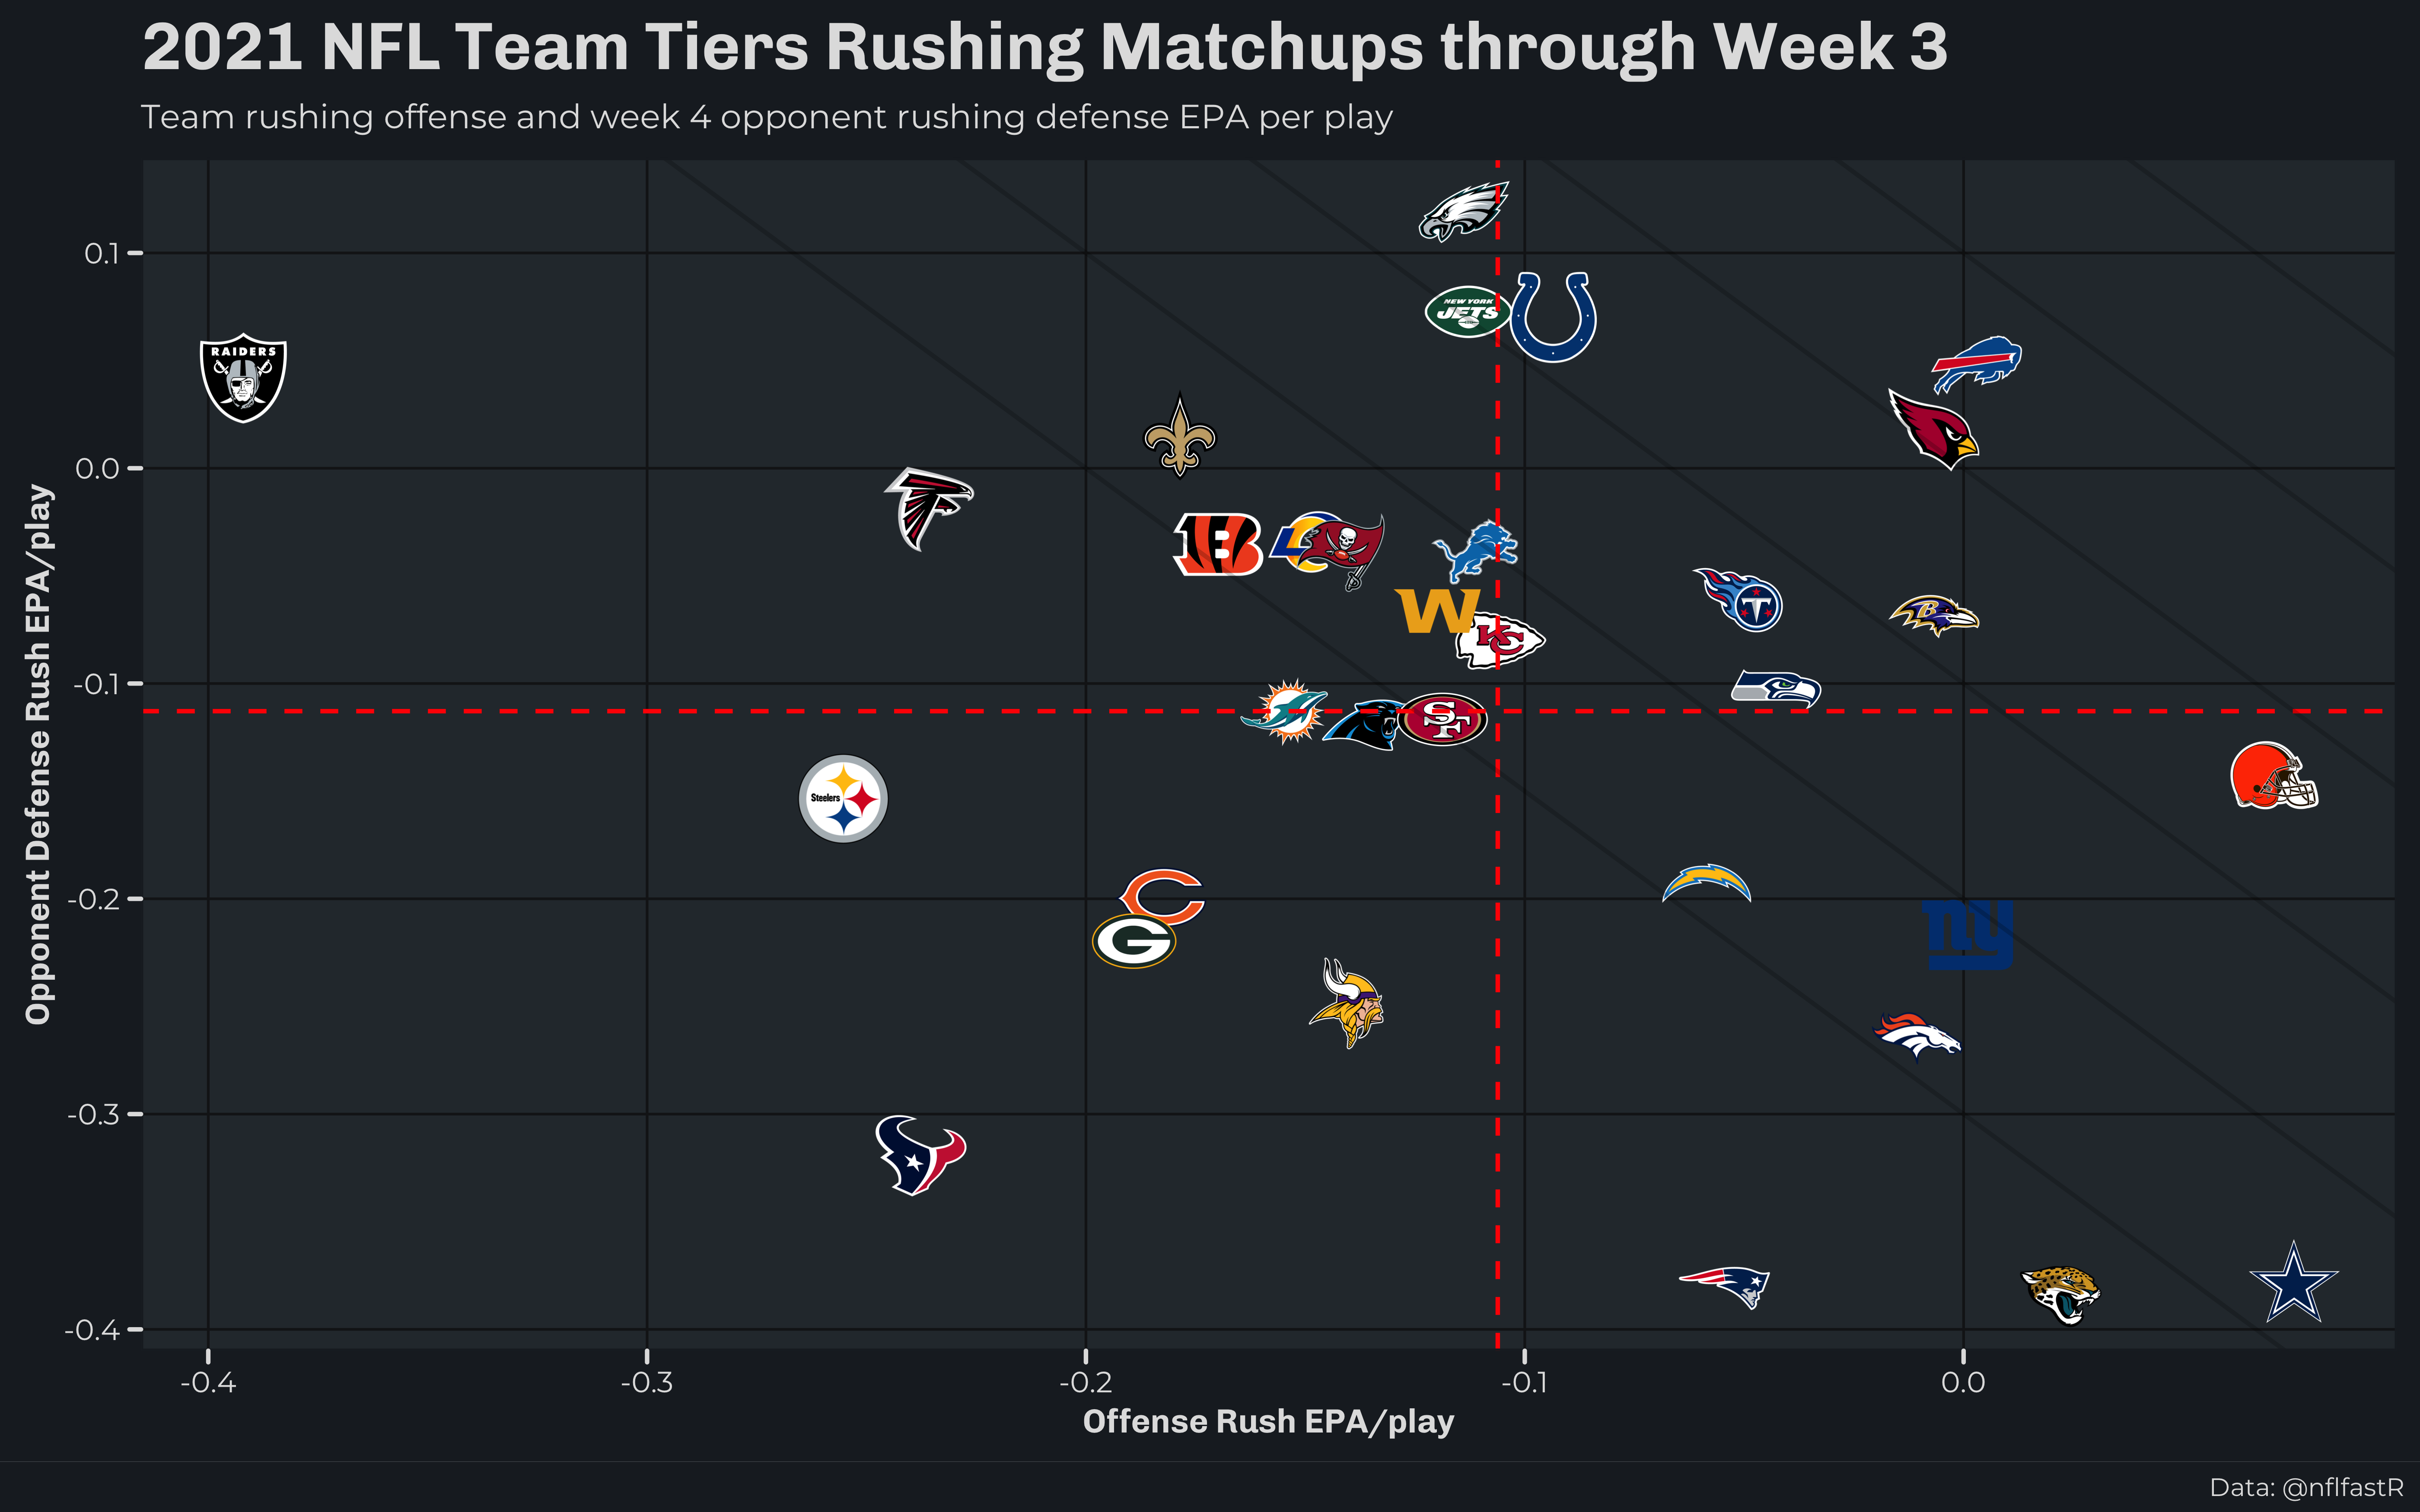 2021 NFL Team Tiers Rushing Matchups through Week 3
Team rushing offense and week 4 opponent rushing defense EPA per play
Opponent Defense Rush EPA/play
0.1
0.0
-0.1
-0.2
-0.3
-0.4
RAIDERS
NEW YORK
JETS
B
W
KC
T
B
SF
Steelers
C
G
ny
-0.4
-0.3
-0.2
-0.1
0.0
Offense Rush EPA/play
Data: @nflfastR